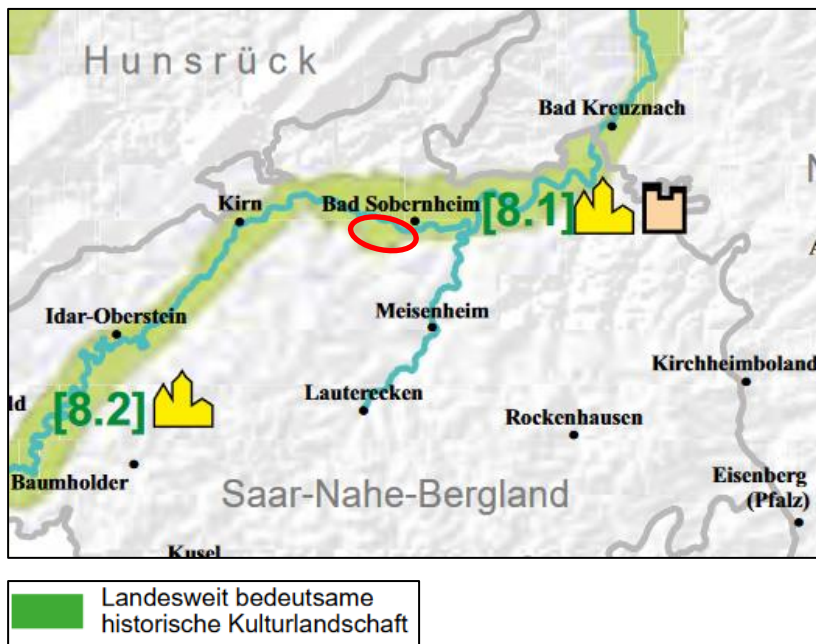 Hunsrück
Bad Kreuznach
Kirn
Bad Sobernheim
[8.1]
N
A
Idar-Oberstein
Meisenheim
Kirchheimboland
ld
[8.2]
Lauterecken
Rockenhausen
Baumholder
Saar-Nahe-Bergland
Eisenberg
(Pfalz)
Kusel
Landesweit bedeutsame
historische Kulturlandschaft